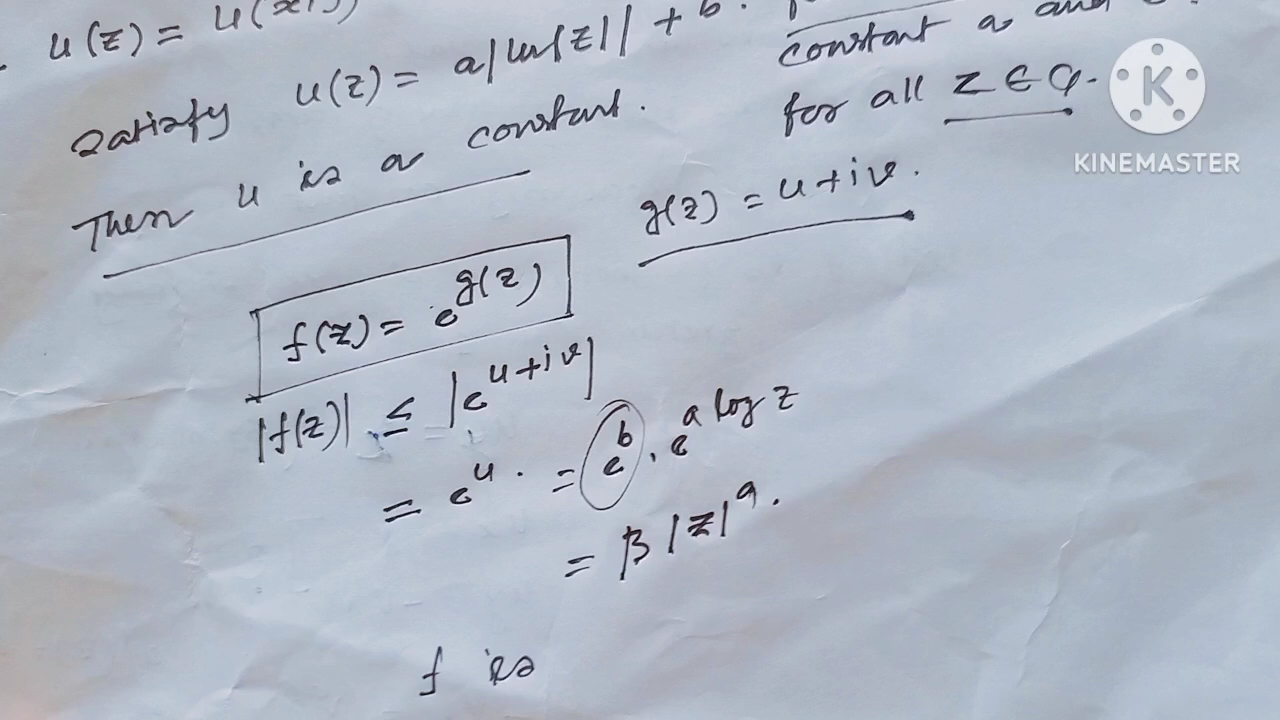 u(z) = u(x,y)
satisfy u(z) = a|ln|z|| + b.
constant a and
for all z ∈ ₵.
Then u is a constant.
g(z) = u+iv.
f(z) = e^{g(z)}
|f(z)| ≤ |e^{u+iv}|
= e^u. = e^b . e^{a log z}
= β |z|^a.
f is
K
KINEMASTER